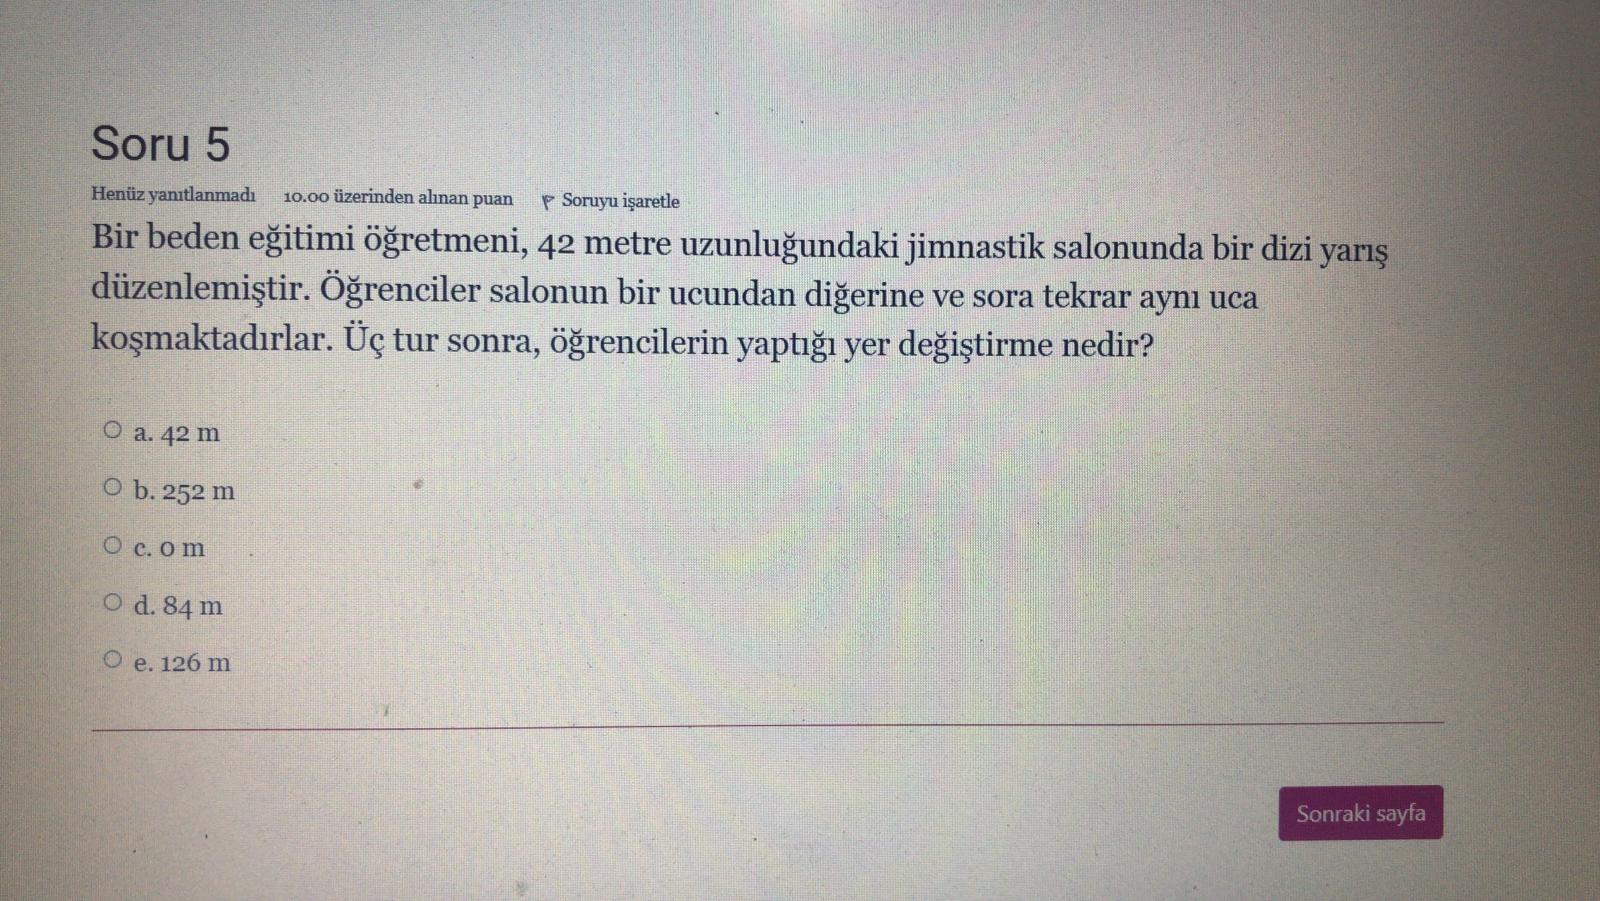 Soru 5
Henüz yanıtlanmadı 10.00 üzerinden alınan puan Soruyu işaretle
Bir beden eğitimi öğretmeni, 42 metre uzunluğundaki jimnastik salonunda bir dizi yarış
düzenlemiştir. Öğrenciler salonun bir ucundan diğerine ve sora tekrar aynı uca
koşmaktadırlar. Üç tur sonra, öğrencilerin yaptığı yer değiştirme nedir?
a. 42 m
b. 252 m
c. 0 m
d. 84 m
e. 126 m
Sonraki sayfa